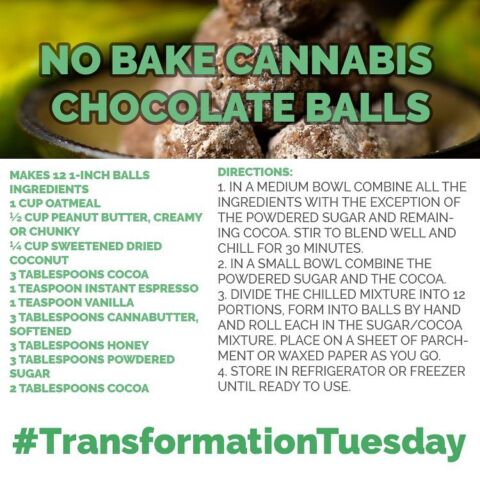 NO BAKE CANNABIS
CHOCOLATE BALLS
MAKES 12 1-INCH BALLS
INGREDIENTS
1 CUP OATMEAL
½ CUP PEANUT BUTTER, CREAMY
OR CHUNKY
¼ CUP SWEETENED DRIED
COCONUT
3 TABLESPOONS COCOA
1 TEASPOON INSTANT ESPRESSO
1 TEASPOON VANILLA
3 TABLESPOONS CANNABUTTER,
SOFTENED
3 TABLESPOONS HONEY
3 TABLESPOONS POWDERED
SUGAR
2 TABLESPOONS COCOA
DIRECTIONS:
1. IN A MEDIUM BOWL COMBINE ALL THE
INGREDIENTS WITH THE EXCEPTION OF
THE POWDERED SUGAR AND REMAIN-
ING COCOA. STIR TO BLEND WELL AND
CHILL FOR 30 MINUTES.
2. IN A SMALL BOWL COMBINE THE
POWDERED SUGAR AND THE COCOA.
3. DIVIDE THE CHILLED MIXTURE INTO 12
PORTIONS, FORM INTO BALLS BY HAND
AND ROLL EACH IN THE SUGAR/COCOA
MIXTURE. PLACE ON A SHEET OF PARCH-
MENT OR WAXED PAPER AS YOU GO.
4. STORE IN REFRIGERATOR OR FREEZER
UNTIL READY TO USE.
#TransformationTuesday